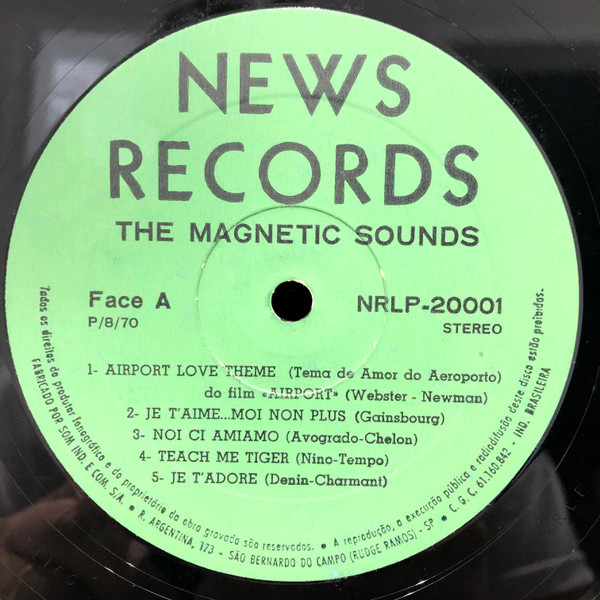 NEWS
RECORDS
THE MAGNETIC SOUNDS
Face A
NRLP-20001
P/8/70
STEREO
1- AIRPORT LOVE THEME (Tema de Amor do Aeroporto)
do film «AIRPORT» (Webster - Newman)
2- JE T'AIME...MOI NON PLUS (Gainsbourg)
3- NOI CI AMIAMO (Avogrado-Chelon)
4- TEACH ME TIGER (Nino-Tempo)
5- JE T'ADORE (Denin-Charmant)
Todos os direitos do produtor fonográfico e do proprietário da obra gravada são reservados. • A reprodução, a execução pública e radiodifusão deste disco estão proibidas.
FABRICADO POR SOM IND. E COM. S/A. • R. ARGENTINA, 173 - SÃO BERNARDO DO CAMPO (RUDGE RAMOS) - SP • C. G. C. 61.160.842 - IND. BRASILEIRA